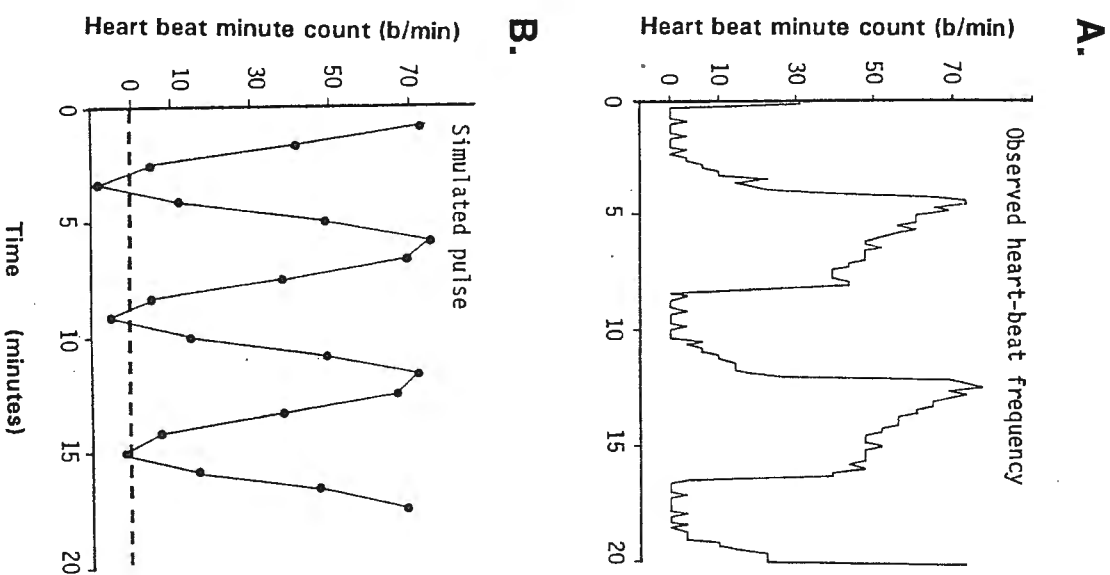 A.
Heart beat minute count (b/min)
70
50
30
10
0
Observed heart-beat frequency
0
5
10
15
20
B.
Heart beat minute count (b/min)
70
50
30
10
0
Simulated pulse
0
5
10
15
20
Time (minutes)